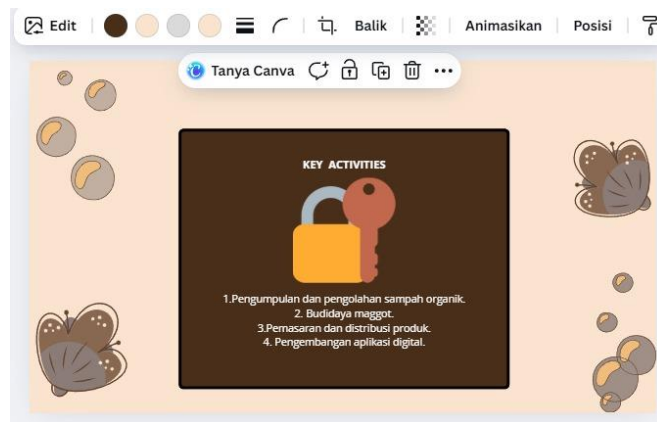 Edit
Balik
Animasikan
Posisi
Tanya Canva
KEY ACTIVITIES
1.Pengumpulan dan pengolahan sampah organik.
2. Budidaya maggot.
3.Pemasaran dan distribusi produk.
4. Pengembangan aplikasi digital.